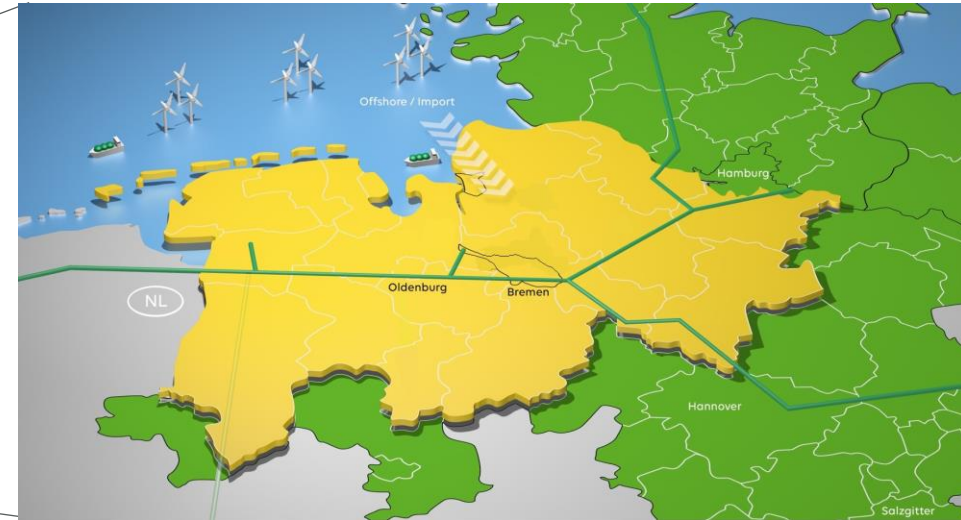 Offshore / Import
Hamburg
Oldenburg
Bremen
NL
Hannover
Salzgitter